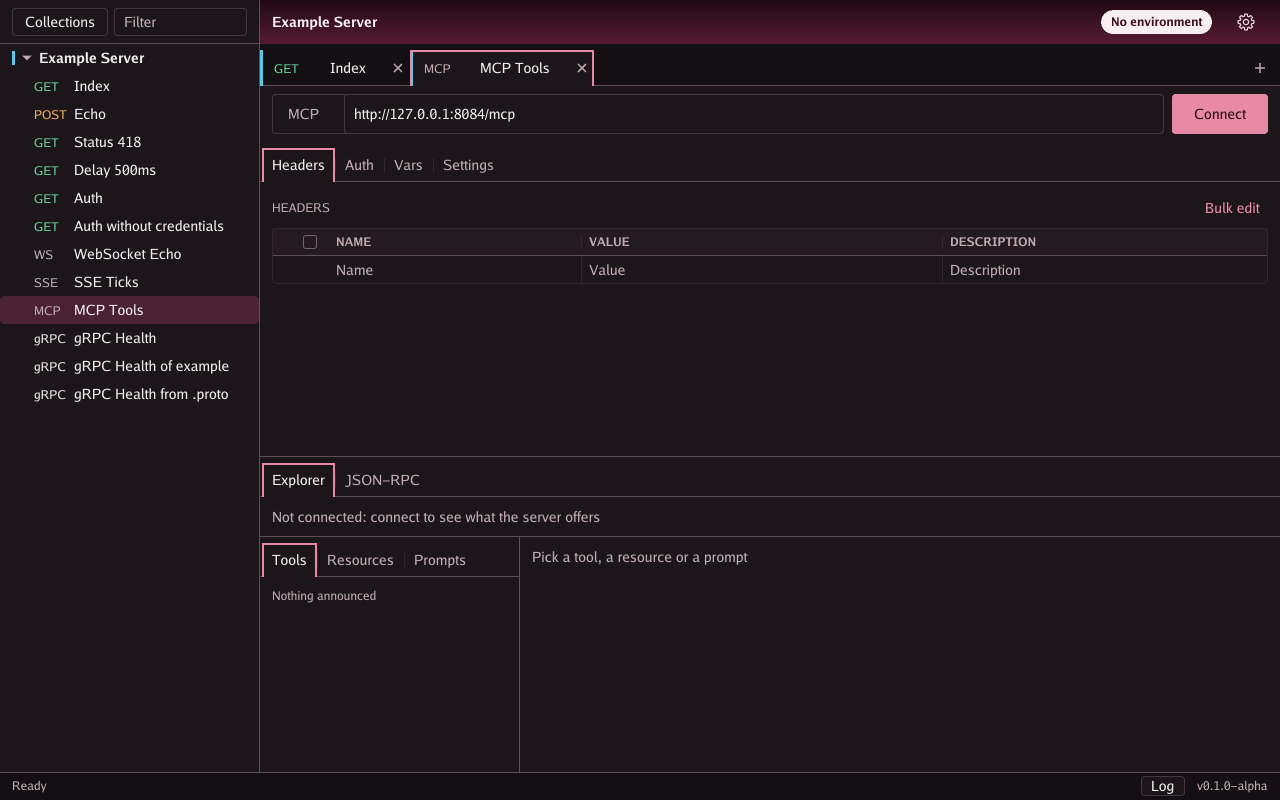 Collections
Filter
Example Server
No environment
Example Server
GET Index
POST Echo
GET Status 418
GET Delay 500ms
GET Auth
GET Auth without credentials
WS WebSocket Echo
SSE SSE Ticks
MCP MCP Tools
gRPC gRPC Health
gRPC gRPC Health of example
gRPC gRPC Health from .proto
GET Index
MCP MCP Tools
MCP http://127.0.0.1:8084/mcp Connect
Headers Auth Vars Settings
HEADERS Bulk edit
NAME VALUE DESCRIPTION
Name Value Description
Explorer JSON-RPC
Not connected: connect to see what the server offers
Tools Resources Prompts
Nothing announced
Pick a tool, a resource or a prompt
Ready
Log v0.1.0-alpha